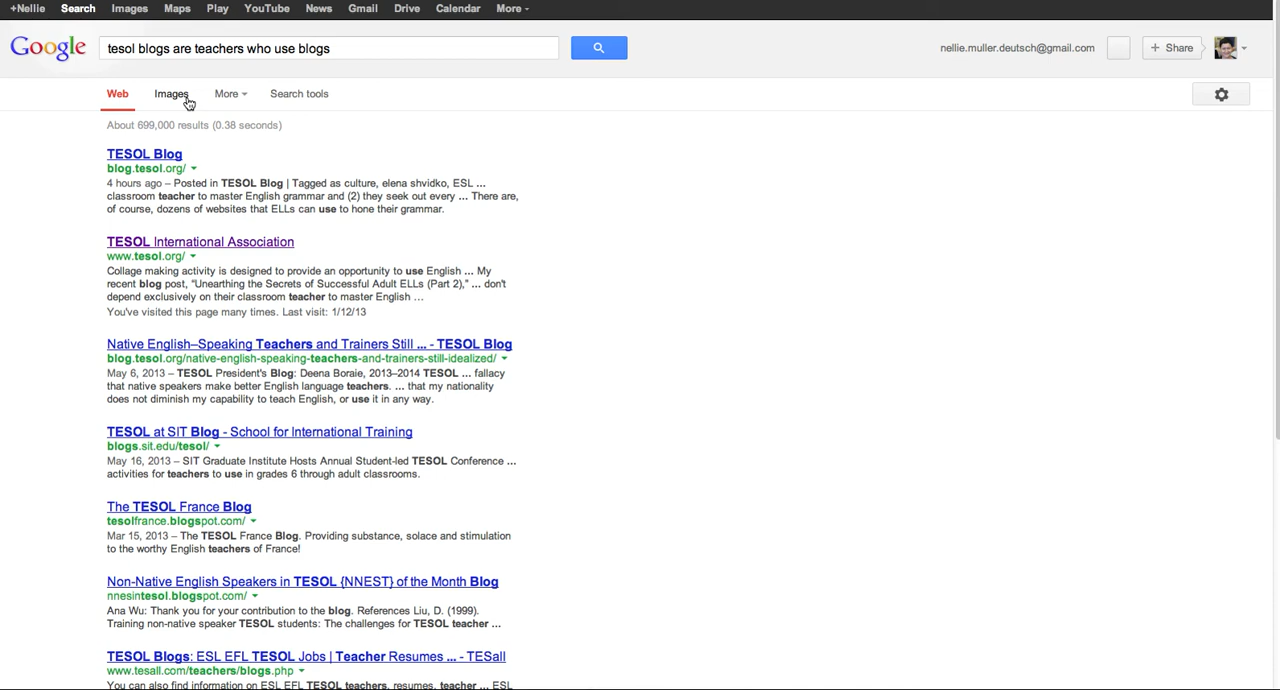 +Nellie Search Images Maps Play YouTube News Gmail Drive Calendar More
Google tesol blogs are teachers who use blogs nellie.muller.deutsch@gmail.com + Share
Web Images More Search tools
About 699,000 results (0.38 seconds)
TESOL Blog
blog.tesol.org/
4 hours ago – Posted in TESOL Blog | Tagged as culture, elena shvidko, ESL ...
classroom teacher to master English grammar and (2) they seek out every ... There are,
of course, dozens of websites that ELLs can use to hone their grammar.
TESOL International Association
www.tesol.org/
Collage making activity is designed to provide an opportunity to use English ... My
recent blog post, "Unearthing the Secrets of Successful Adult ELLs (Part 2)," ... don't
depend exclusively on their classroom teacher to master English ...
You've visited this page many times. Last visit: 1/12/13
Native English–Speaking Teachers and Trainers Still ... - TESOL Blog
blog.tesol.org/native-english-speaking-teachers-and-trainers-still-idealized/
May 6, 2013 – TESOL President's Blog: Deena Boraie, 2013–2014 TESOL ... fallacy
that native speakers make better English language teachers. ... that my nationality
does not diminish my capability to teach English, or use it in any way.
TESOL at SIT Blog - School for International Training
blogs.sit.edu/tesol/
May 16, 2013 – SIT Graduate Institute Hosts Annual Student-led TESOL Conference ...
activities for teachers to use in grades 6 through adult classrooms.
The TESOL France Blog
tesolfrance.blogspot.com/
Mar 15, 2013 – The TESOL France Blog. Providing substance, solace and stimulation
to the worthy English teachers of France!
Non-Native English Speakers in TESOL {NNEST} of the Month Blog
nnesintesol.blogspot.com/
Ana Wu: Thank you for your contribution to the blog. References Liu, D. (1999).
Training non-native speaker TESOL students: The challenges for TESOL teacher ...
TESOL Blogs: ESL EFL TESOL Jobs | Teacher Resumes ... - TESall
www.tesall.com/teachers/blogs.php
You can also find information on ESL EFL TESOL teachers, resumes, teacher ... ESL